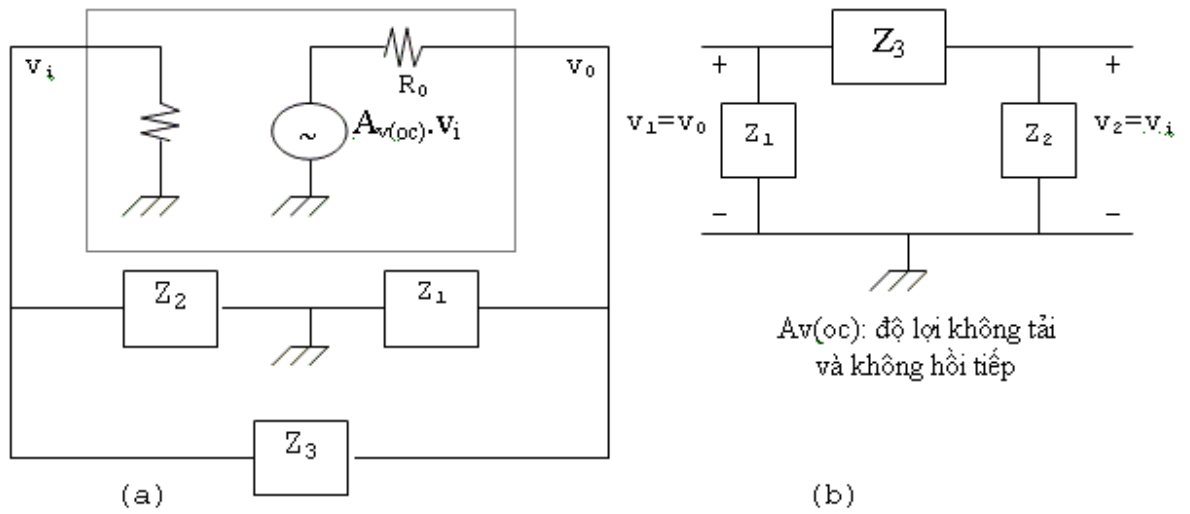 vi
R0
v0
~
Av(oc).vi
Z2
Z1
Z3
(a)
Z3
+
+
v1=v0
Z1
Z2
v2=vi
-
-
Av(oc): độ lợi không tải
và không hồi tiếp
(b)